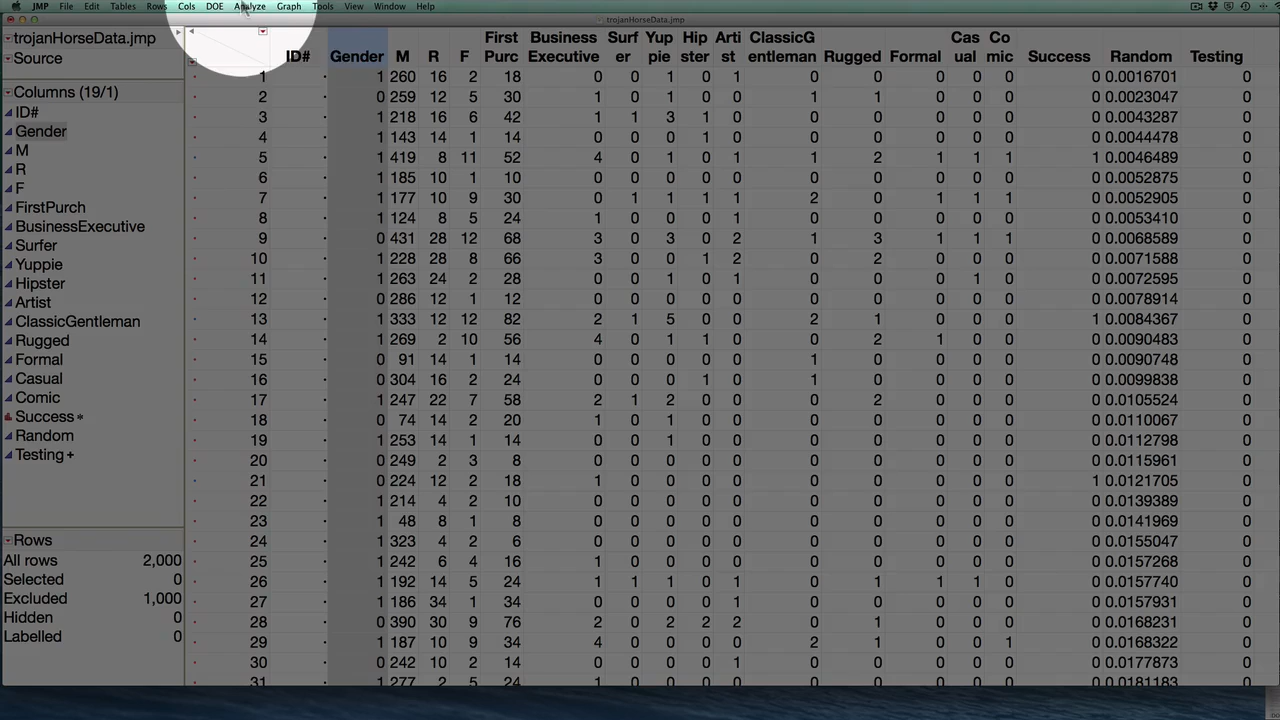 JMP File Edit Tables Rows Cols DOE Analyze Graph Tools View Window Help
trojanHorseData.jmp
trojanHorseData.jmp
Source
Columns (19/1)
ID#
Gender
M
R
F
FirstPurch
BusinessExecutive
Surfer
Yuppie
Hipster
Artist
ClassicGentleman
Rugged
Formal
Casual
Comic
Success*
Random
Testing+
Rows
All rows 2,000
Selected 0
Excluded 1,000
Hidden 0
Labelled 0
First Business Surf Yup Hip Arti ClassicG Cas Co
ID# Gender M R F Purc Executive er pie ster st entleman Rugged Formal ual mic Success Random Testing
1 • 1 260 16 2 18 0 0 1 0 1 0 0 0 0 0 0 0.0016701 0
2 • 0 259 12 5 30 1 0 1 0 0 1 1 0 0 0 0 0.0023047 0
3 • 1 218 16 6 42 1 1 3 1 0 0 0 0 0 0 0 0.0043287 0
4 • 1 143 14 1 14 0 0 0 1 0 0 0 0 0 0 0 0.0044478 0
5 • 1 419 8 11 52 4 0 1 0 1 1 2 1 1 1 1 0.0046489 0
6 • 1 185 10 1 10 0 0 0 0 0 0 0 0 0 0 0 0.0052875 0
7 • 1 177 10 9 30 0 1 1 1 1 2 0 1 1 1 0 0.0052905 0
8 • 1 124 8 5 24 1 0 0 0 1 0 0 0 0 0 0 0.0053410 0
9 • 0 431 28 12 68 3 0 3 0 2 1 3 1 1 1 0 0.0068589 0
10 • 1 228 28 8 66 3 0 0 1 2 0 2 0 0 0 0 0.0071588 0
11 • 1 263 24 2 28 0 0 1 0 1 0 0 0 1 0 0 0.0072595 0
12 • 0 286 12 1 12 0 0 0 0 0 0 0 0 0 0 0 0.0078914 0
13 • 1 333 12 12 82 2 1 5 0 0 2 1 0 0 0 1 0.0084367 0
14 • 1 269 2 10 56 4 0 1 1 0 0 2 1 0 0 0 0.0090483 0
15 • 0 91 14 1 14 0 0 0 0 0 1 0 0 0 0 0 0.0090748 0
16 • 0 304 16 2 24 0 0 0 1 0 1 0 0 0 0 0 0.0099838 0
17 • 1 247 22 7 58 2 1 2 0 0 0 2 0 0 0 0 0.0105524 0
18 • 0 74 14 2 20 1 0 1 0 0 0 0 0 0 0 0 0.0110067 0
19 • 1 253 14 1 14 0 0 1 0 0 0 0 0 0 0 0 0.0112798 0
20 • 0 249 2 3 8 0 0 0 0 0 0 0 0 0 0 0 0.0115961 0
21 • 0 224 12 2 18 1 0 0 0 0 0 0 0 0 0 1 0.0121705 0
22 • 1 214 4 2 10 0 0 0 0 0 0 0 0 0 0 0 0.0139389 0
23 • 1 48 8 1 8 0 0 0 0 0 0 0 0 0 0 0 0.0141969 0
24 • 1 323 4 2 6 0 0 0 0 0 0 0 0 0 0 0 0.0155047 0
25 • 1 242 6 4 16 1 0 0 0 0 0 0 0 0 0 0 0.0157268 0
26 • 1 192 14 5 24 1 1 1 0 1 0 1 1 1 0 0 0.0157740 0
27 • 1 186 34 1 34 0 0 0 0 1 0 0 0 0 0 0 0.0157931 0
28 • 0 390 30 9 76 2 0 2 2 2 0 1 0 0 0 0 0.0168231 0
29 • 1 187 10 9 34 4 0 0 0 0 2 1 0 0 1 0 0.0168322 0
30 • 0 242 10 2 14 0 0 0 0 1 0 0 0 0 0 0 0.0177873 0
31 • 1 277 2 5 24 0 0 0 0 0 0 0 0 0 0 0 0.0181183 0